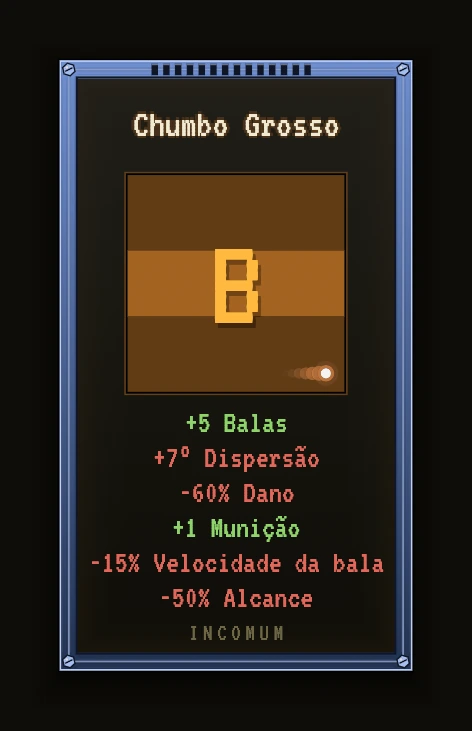 Chumbo Grosso
B
+5 Balas
+7º Dispersão
-60% Dano
+1 Munição
-15% Velocidade da bala
-50% Alcance
INCOMUM